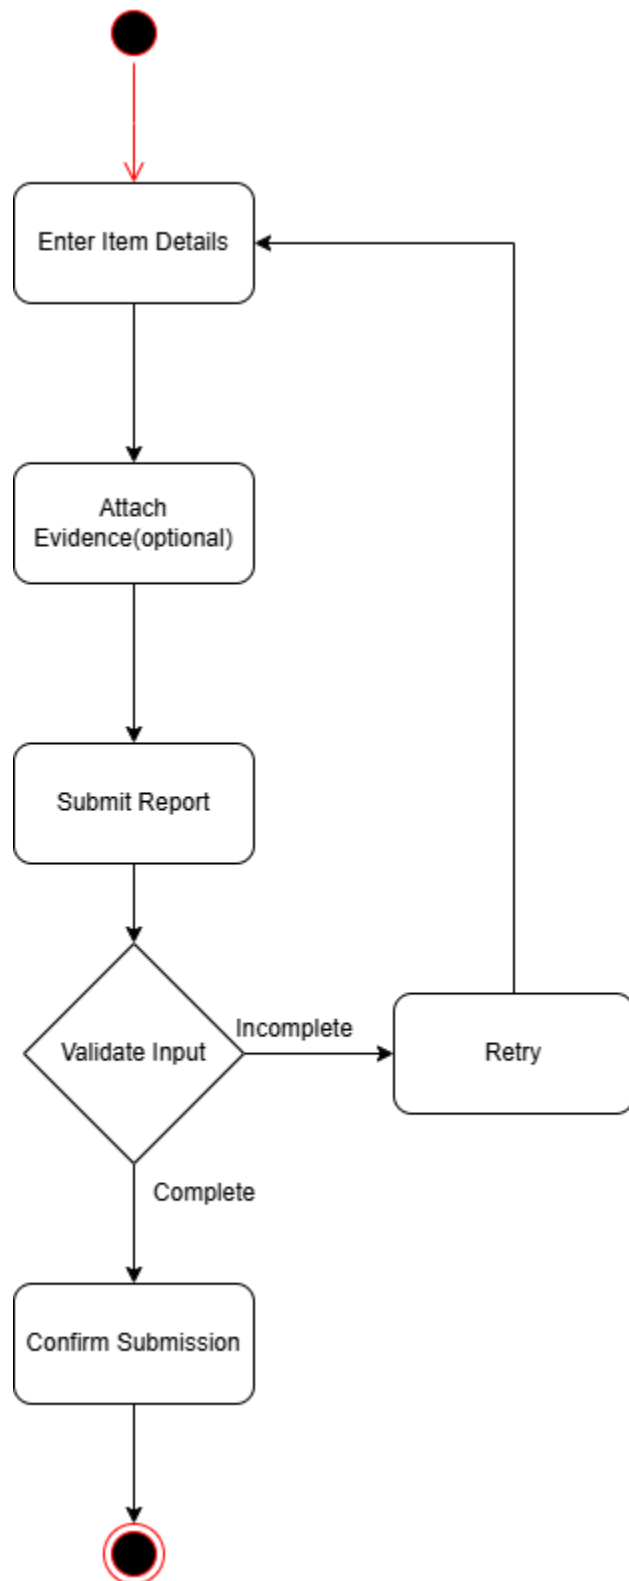 Enter Item Details
Attach
Evidence(optional)
Submit Report
Validate Input
Incomplete
Retry
Complete
Confirm Submission